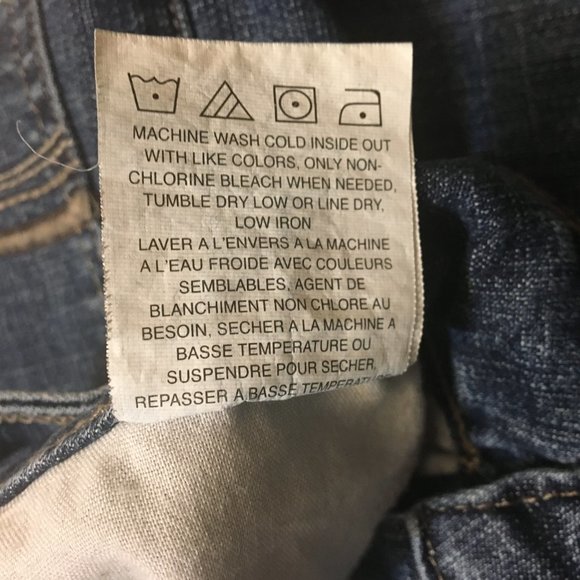 MACHINE WASH COLD INSIDE OUT
WITH LIKE COLORS, ONLY NON-
CHLORINE BLEACH WHEN NEEDED,
TUMBLE DRY LOW OR LINE DRY,
LOW IRON
LAVER A L'ENVERS A LA MACHINE
A L'EAU FROIDE AVEC COULEURS
SEMBLABLES, AGENT DE
BLANCHIMENT NON CHLORE AU
BESOIN, SECHER A LA MACHINE A
BASSE TEMPERATURE OU
SUSPENDRE POUR SECHER,
REPASSER A BASSE TEMPERATURE